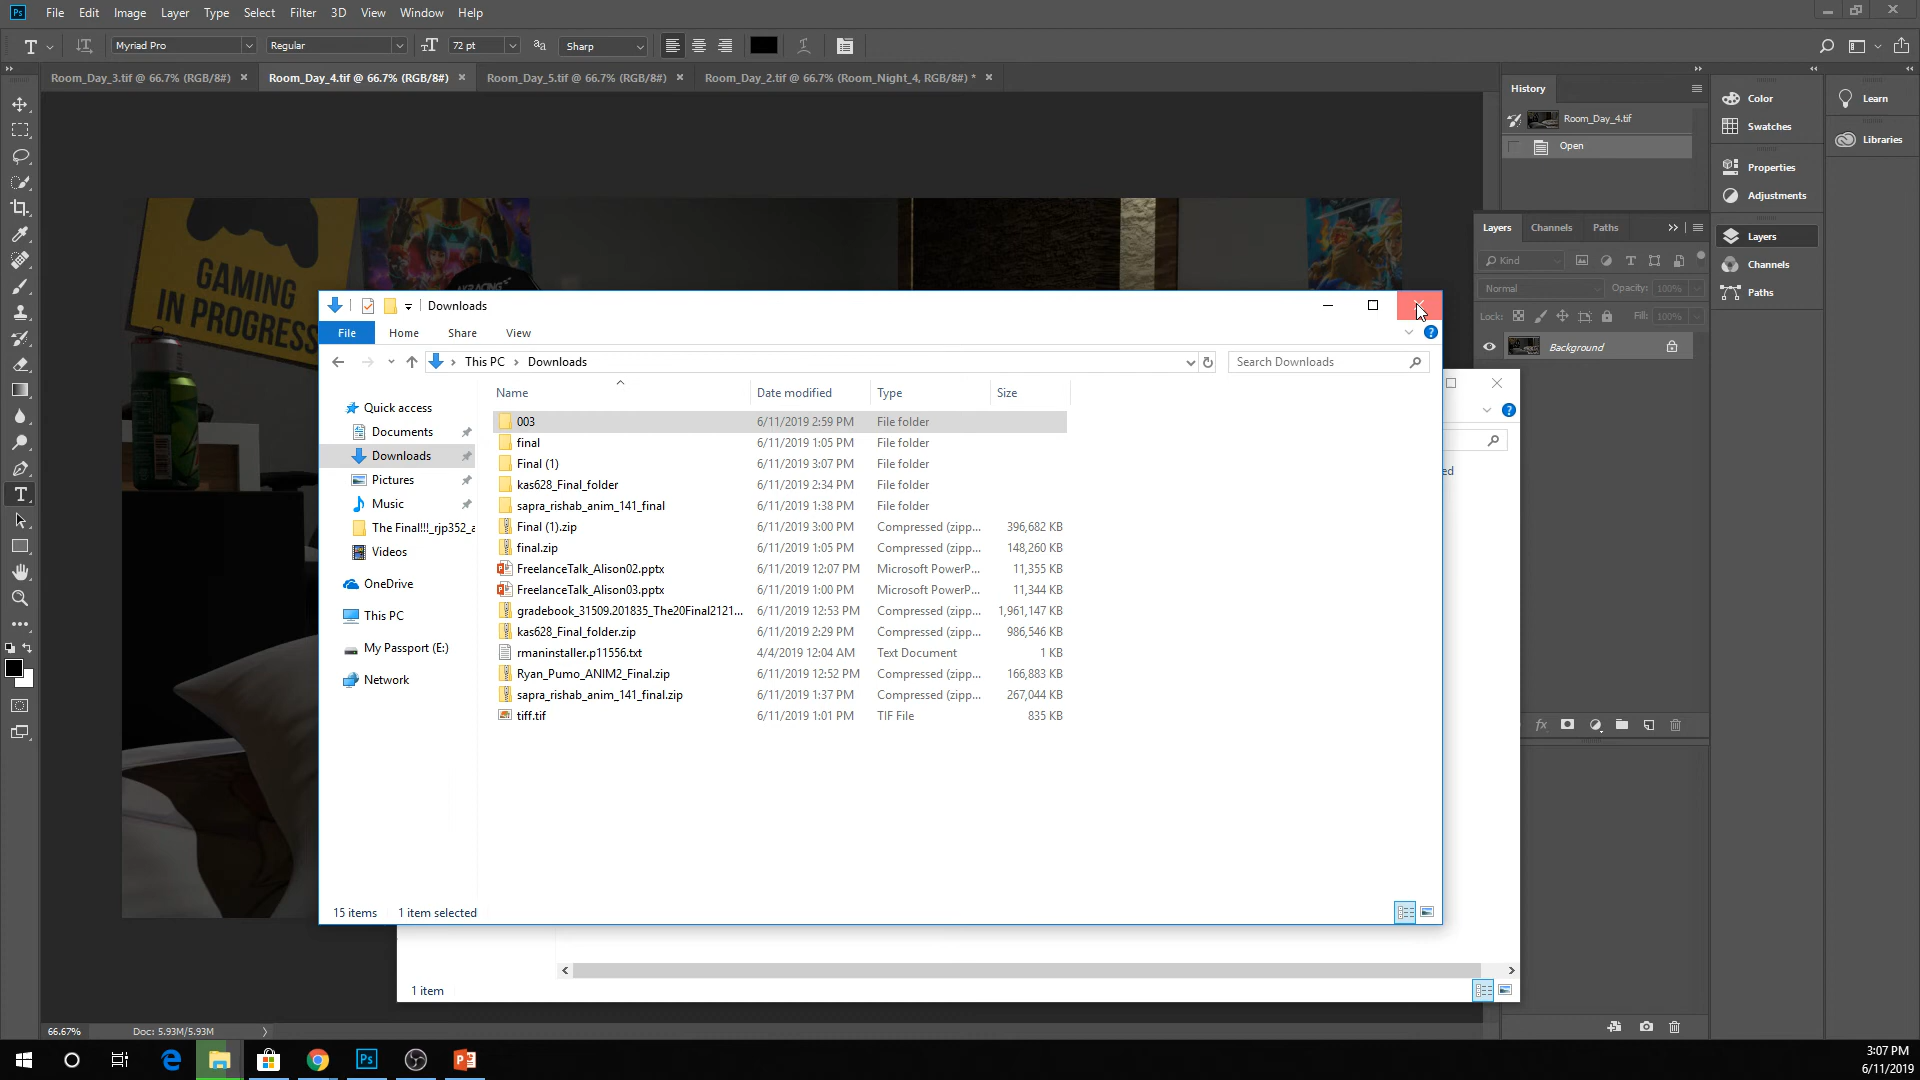 Ps File Edit Image Layer Type Select Filter 3D View Window Help
T Myriad Pro Regular 72 pt Sharp
Room_Day_3.tif @ 66.7% (RGB/8#) × Room_Day_4.tif @ 66.7% (RGB/8#) × Room_Day_5.tif @ 66.7% (RGB/8#) × Room_Day_2.tif @ 66.7% (Room_Night_4, RGB/8#) * ×
History
Room_Day_4.tif
Open
Color
Swatches
Properties
Adjustments
Layers
Channels
Paths
Learn
Libraries
Layers Channels Paths
Kind
Normal Opacity: 100%
Lock: Fill: 100%
Background
GAMING
IN PROGRESS
Downloads
File Home Share View
This PC > Downloads
Search Downloads
Name Date modified Type Size
Quick access
Documents
Downloads
Pictures
Music
The Final!!!_rjp352_a
Videos
OneDrive
This PC
My Passport (E:)
Network
003 6/11/2019 2:59 PM File folder
final 6/11/2019 1:05 PM File folder
Final (1) 6/11/2019 3:07 PM File folder
kas628_Final_folder 6/11/2019 2:34 PM File folder
sapra_rishab_anim_141_final 6/11/2019 1:38 PM File folder
Final (1).zip 6/11/2019 3:00 PM Compressed (zipp... 396,682 KB
final.zip 6/11/2019 1:05 PM Compressed (zipp... 148,260 KB
FreelanceTalk_Alison02.pptx 6/11/2019 12:07 PM Microsoft PowerP... 11,355 KB
FreelanceTalk_Alison03.pptx 6/11/2019 1:00 PM Microsoft PowerP... 11,344 KB
gradebook_31509.201835_The20Final2121... 6/11/2019 12:53 PM Compressed (zipp... 1,961,147 KB
kas628_Final_folder.zip 6/11/2019 2:29 PM Compressed (zipp... 986,546 KB
rmaninstaller.p11556.txt 4/4/2019 12:04 AM Text Document 1 KB
Ryan_Pumo_ANIM2_Final.zip 6/11/2019 12:52 PM Compressed (zipp... 166,883 KB
sapra_rishab_anim_141_final.zip 6/11/2019 1:37 PM Compressed (zipp... 267,044 KB
tiff.tif 6/11/2019 1:01 PM TIF File 835 KB
15 items 1 item selected
ed
1 item
fx
66.67% Doc: 5.93M/5.93M
3:07 PM
6/11/2019